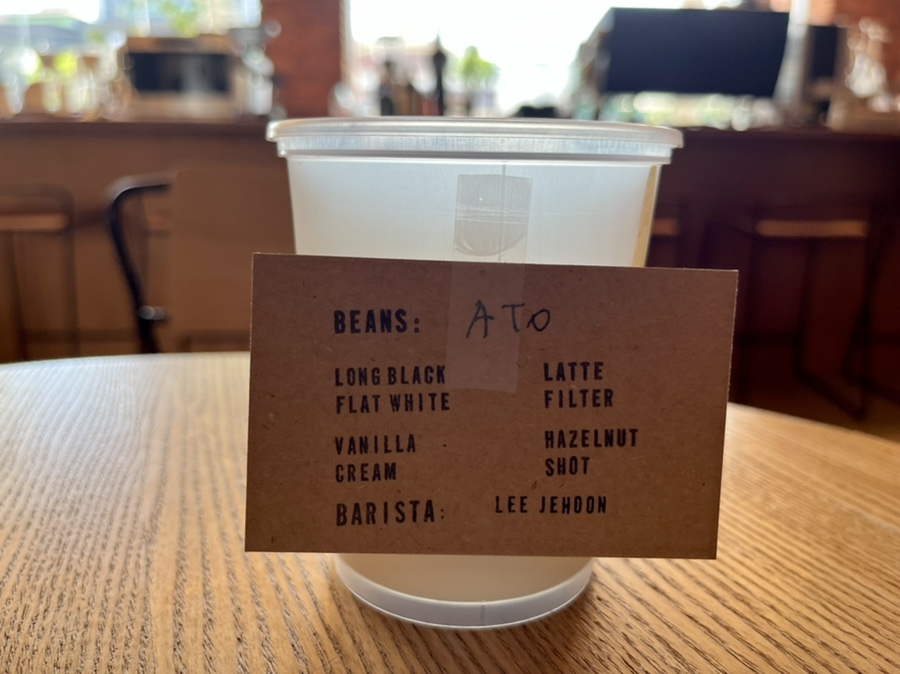 BEANS: ATO
LONG BLACK LATTE
FLAT WHITE FILTER
VANILLA HAZELNUT
CREAM SHOT
BARISTA: LEE JEHOON